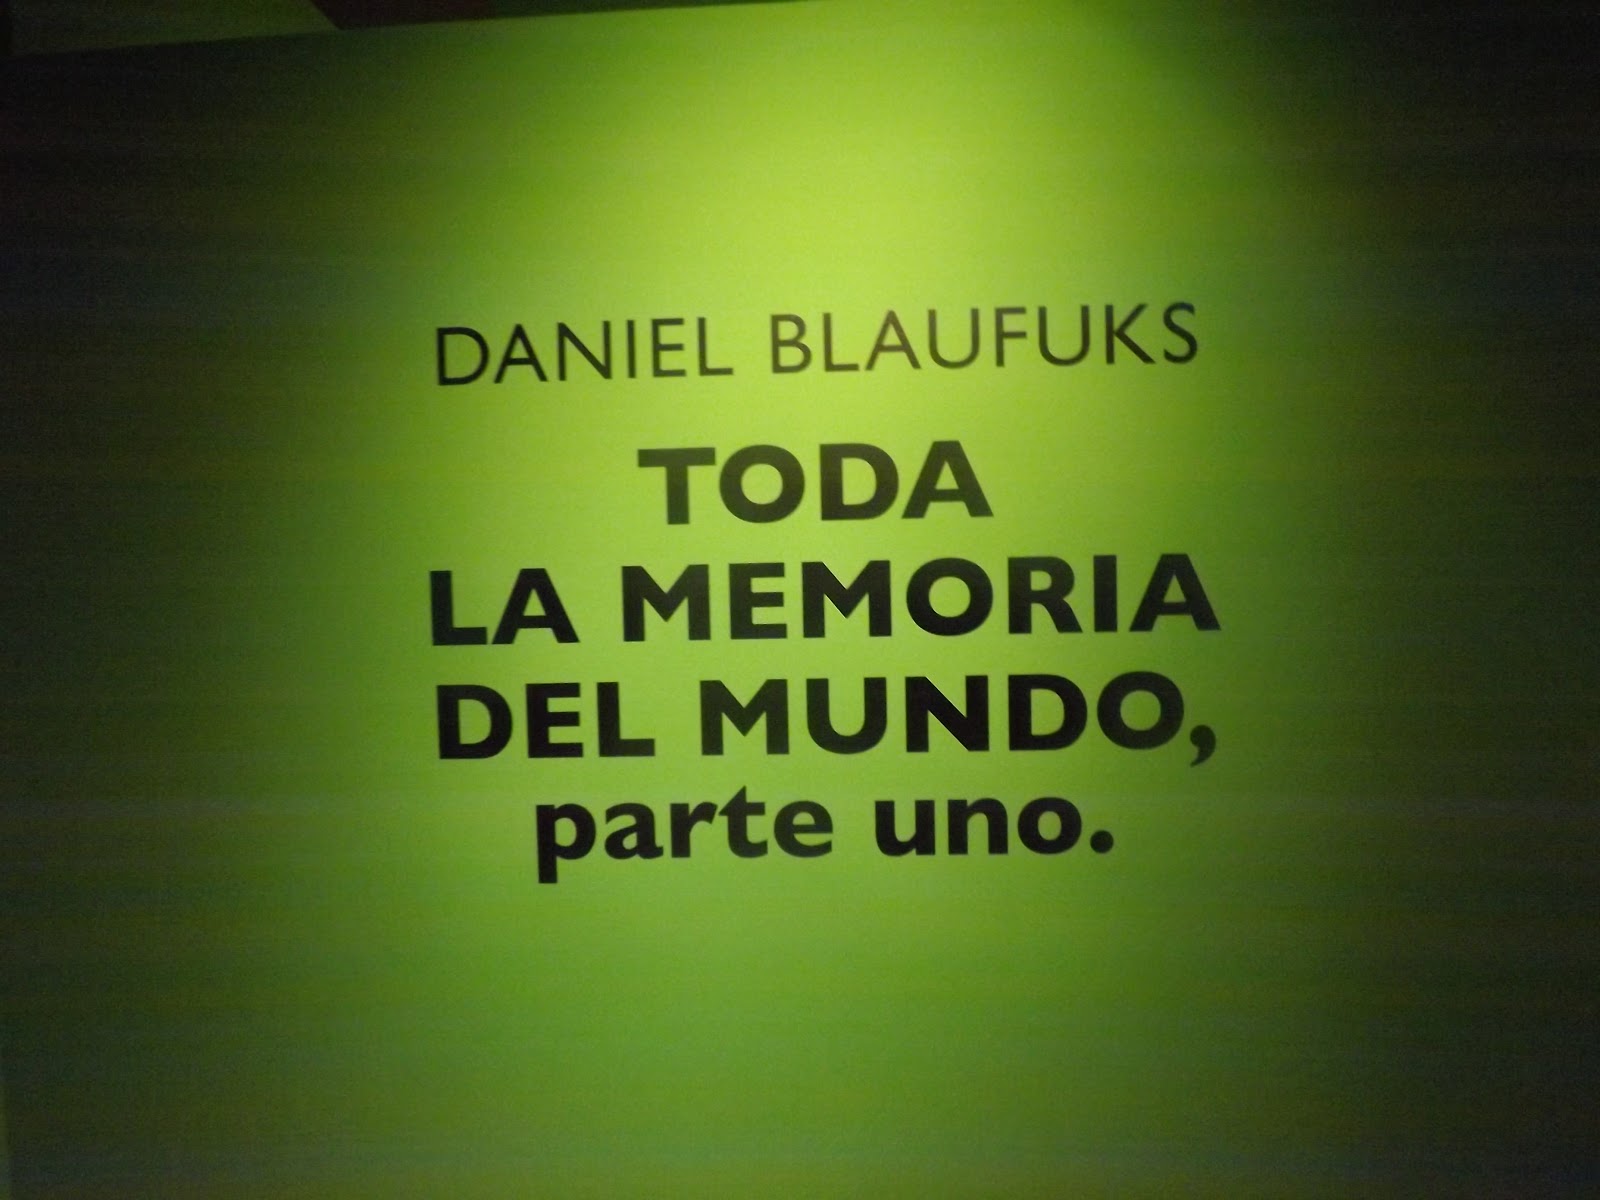 DANIEL BLAUFUKS
TODA
LA MEMORIA
DEL MUNDO,
parte uno.